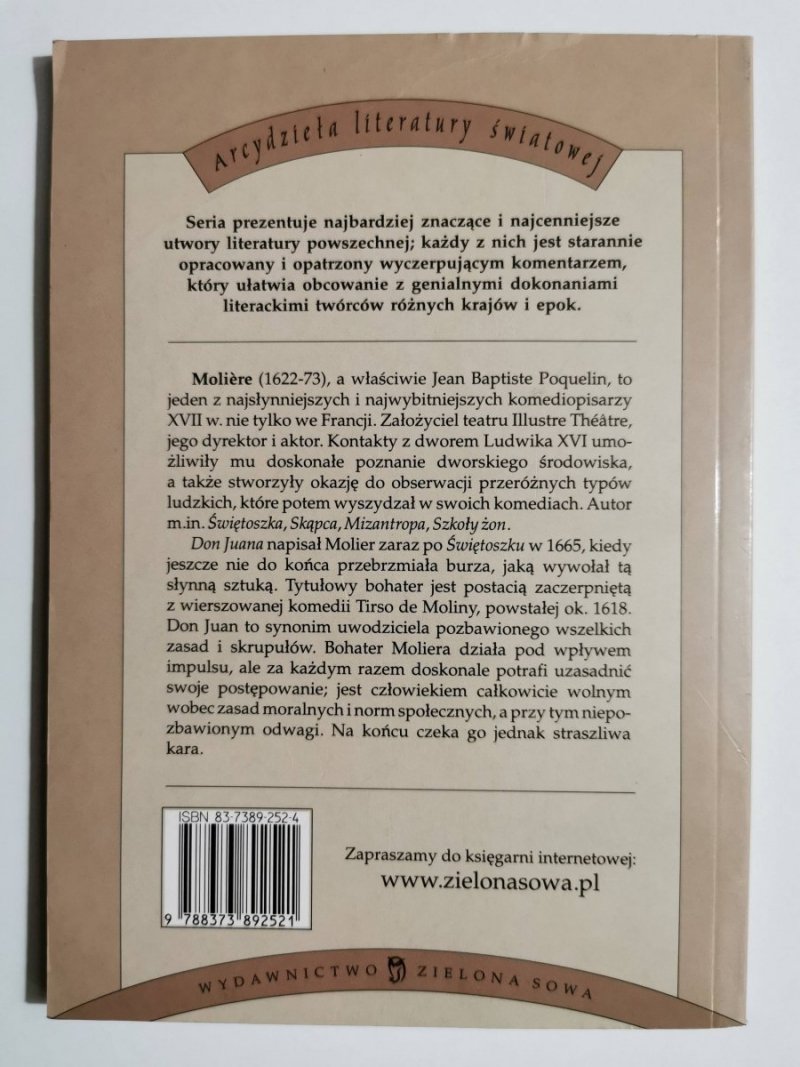 Arcydzieła literatury światowej
Seria prezentuje najbardziej znaczące i najcenniejsze
utwory literatury powszechnej; każdy z nich jest starannie
opracowany i opatrzony wyczerpującym komentarzem,
który ułatwia obcowanie z genialnymi dokonaniami
literackimi twórców różnych krajów i epok.
Molière (1622-73), a właściwie Jean Baptiste Poquelin, to
jeden z najsłynniejszych i najwybitniejszych komediopisarzy
XVII w. nie tylko we Francji. Założyciel teatru Illustre Théâtre,
jego dyrektor i aktor. Kontakty z dworem Ludwika XVI umo-
żliwiły mu doskonałe poznanie dworskiego środowiska,
a także stworzyły okazję do obserwacji przeróżnych typów
ludzkich, które potem wyszydzał w swoich komediach. Autor
m.in. Świętoszka, Skąpca, Mizantropa, Szkoły żon.
Don Juana napisał Molier zaraz po Świętoszku w 1665, kiedy
jeszcze nie do końca przebrzmiała burza, jaką wywołał tą
słynną sztuką. Tytułowy bohater jest postacią zaczerpniętą
z wierszowanej komedii Tirso de Moliny, powstałej ok. 1618.
Don Juan to synonim uwodziciela pozbawionego wszelkich
zasad i skrupułów. Bohater Moliera działa pod wpływem
impulsu, ale za każdym razem doskonale potrafi uzasadnić
swoje postępowanie; jest człowiekiem całkowicie wolnym
wobec zasad moralnych i norm społecznych, a przy tym niepo-
zbawionym odwagi. Na końcu czeka go jednak straszliwa
kara.
ISBN 83-7389-252-4
9 788373 892521
Zapraszamy do księgarni internetowej:
www.zielonasowa.pl
WYDAWNICTWO ZIELONA SOWA